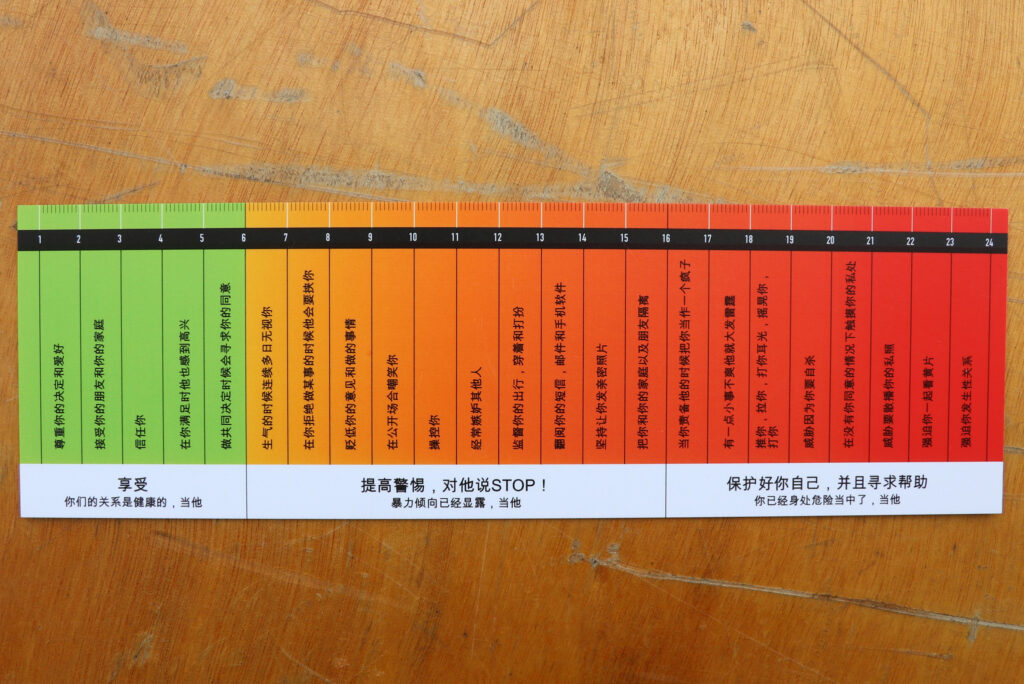 1 2 3 4 5 6 7 8 9 10 11 12 13 14 15 16 17 18 19 20 21 22 23 24
尊重你的决定和爱好
接受你的朋友和你的家庭
信任你
在你满足时他也感到高兴
做共同决定时候会寻求你的同意
生气的时候连续多日无视你
在你拒绝做某事的时候他会要挟你
贬低你的意见和做的事情
在公开场合嘲笑你
操控你
经常嫉妒其他人
监督你的出行，穿着和打扮
翻阅你的短信，邮件和手机软件
坚持让你发亲密照片
把你和你的家庭以及朋友隔离
当你责备他的时候把你当作一个疯子
有一点小事不爽他就大发雷霆
推你，拉你，打你耳光，摇晃你，
打你
威胁因为你要自杀
在没有你同意的情况下触摸你的私处
威胁要散播你的私照
强迫你一起看黄片
强迫你发生性关系
享受
你们的关系是健康的，当他
提高警惕，对他说STOP！
暴力倾向已经显露，当他
保护好你自己，并且寻求帮助
你已经身处危险当中了，当他